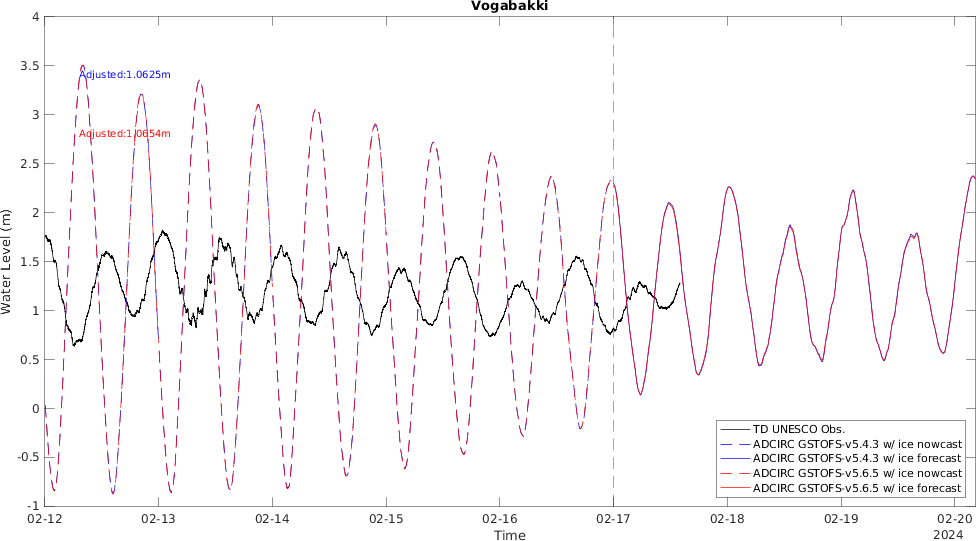 Vogabakki
4
3.5
3
2.5
2
1.5
1
0.5
0
-0.5
-1
Water Level (m)
Adjusted:1.0625m
Adjusted:1.0654m
TD UNESCO Obs.
ADCIRC GSTOFS-v5.4.3 w/ ice nowcast
ADCIRC GSTOFS-v5.4.3 w/ ice forecast
ADCIRC GSTOFS-v5.6.5 w/ ice nowcast
ADCIRC GSTOFS-v5.6.5 w/ ice forecast
02-12 02-13 02-14 02-15 02-16 02-17 02-18 02-19 02-20
Time
2024